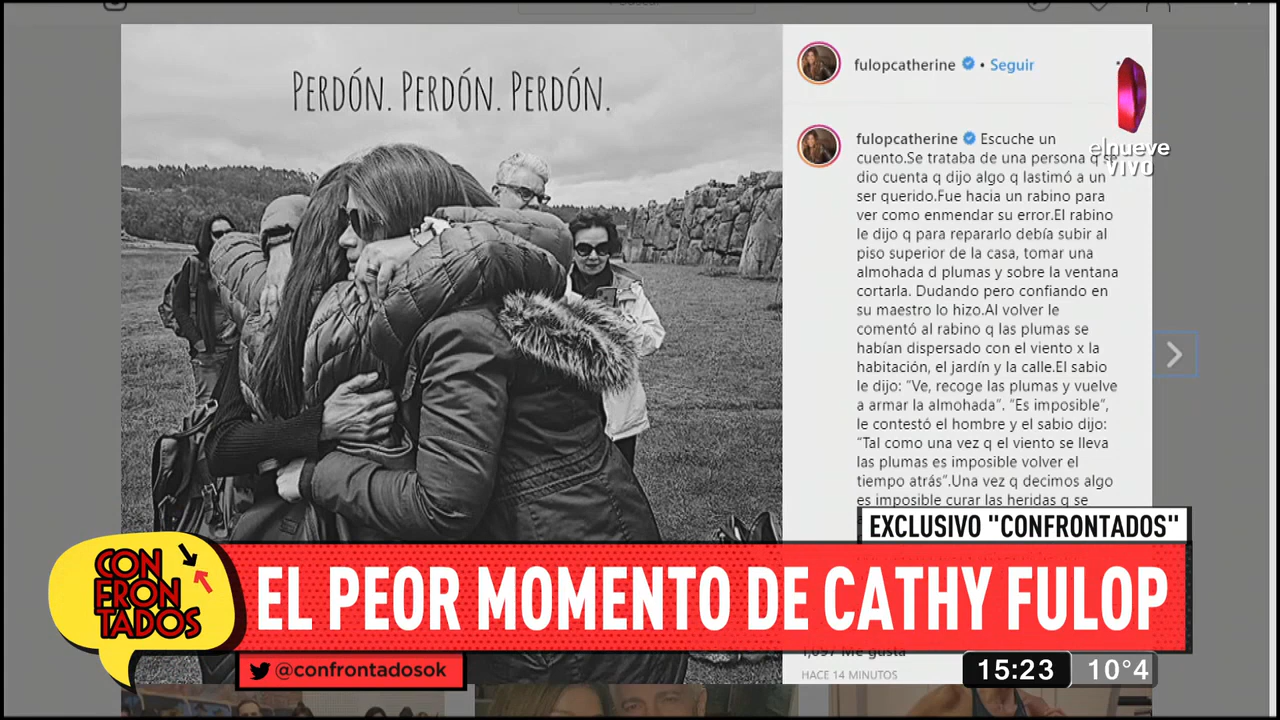 PERDÓN. PERDÓN. PERDÓN.
fulopcatherine • Seguir
fulopcatherine Escuche un
cuento.Se trataba de una persona q se
dio cuenta q dijo algo q lastimó a un
ser querido.Fue hacia un rabino para
ver como enmendar su error.El rabino
le dijo q para repararlo debía subir al
piso superior de la casa, tomar una
almohada d plumas y sobre la ventana
cortarla. Dudando pero confiando en
su maestro lo hizo.Al volver le
comentó al rabino q las plumas se
habían dispersado con el viento x la
habitación, el jardín y la calle.El sabio
le dijo: “Ve, recoge las plumas y vuelve
a armar la almohada”. “Es imposible”,
le contestó el hombre y el sabio dijo:
“Tal como una vez q el viento se lleva
las plumas es imposible volver el
tiempo atrás”.Una vez q decimos algo
es imposible curar las heridas q se
elnueve
VIVO
EXCLUSIVO "CONFRONTADOS"
CON
FRON
TADOS
EL PEOR MOMENTO DE CATHY FULOP
@confrontadosok
Me gusta
HACE 14 MINUTOS
15:23
10°4